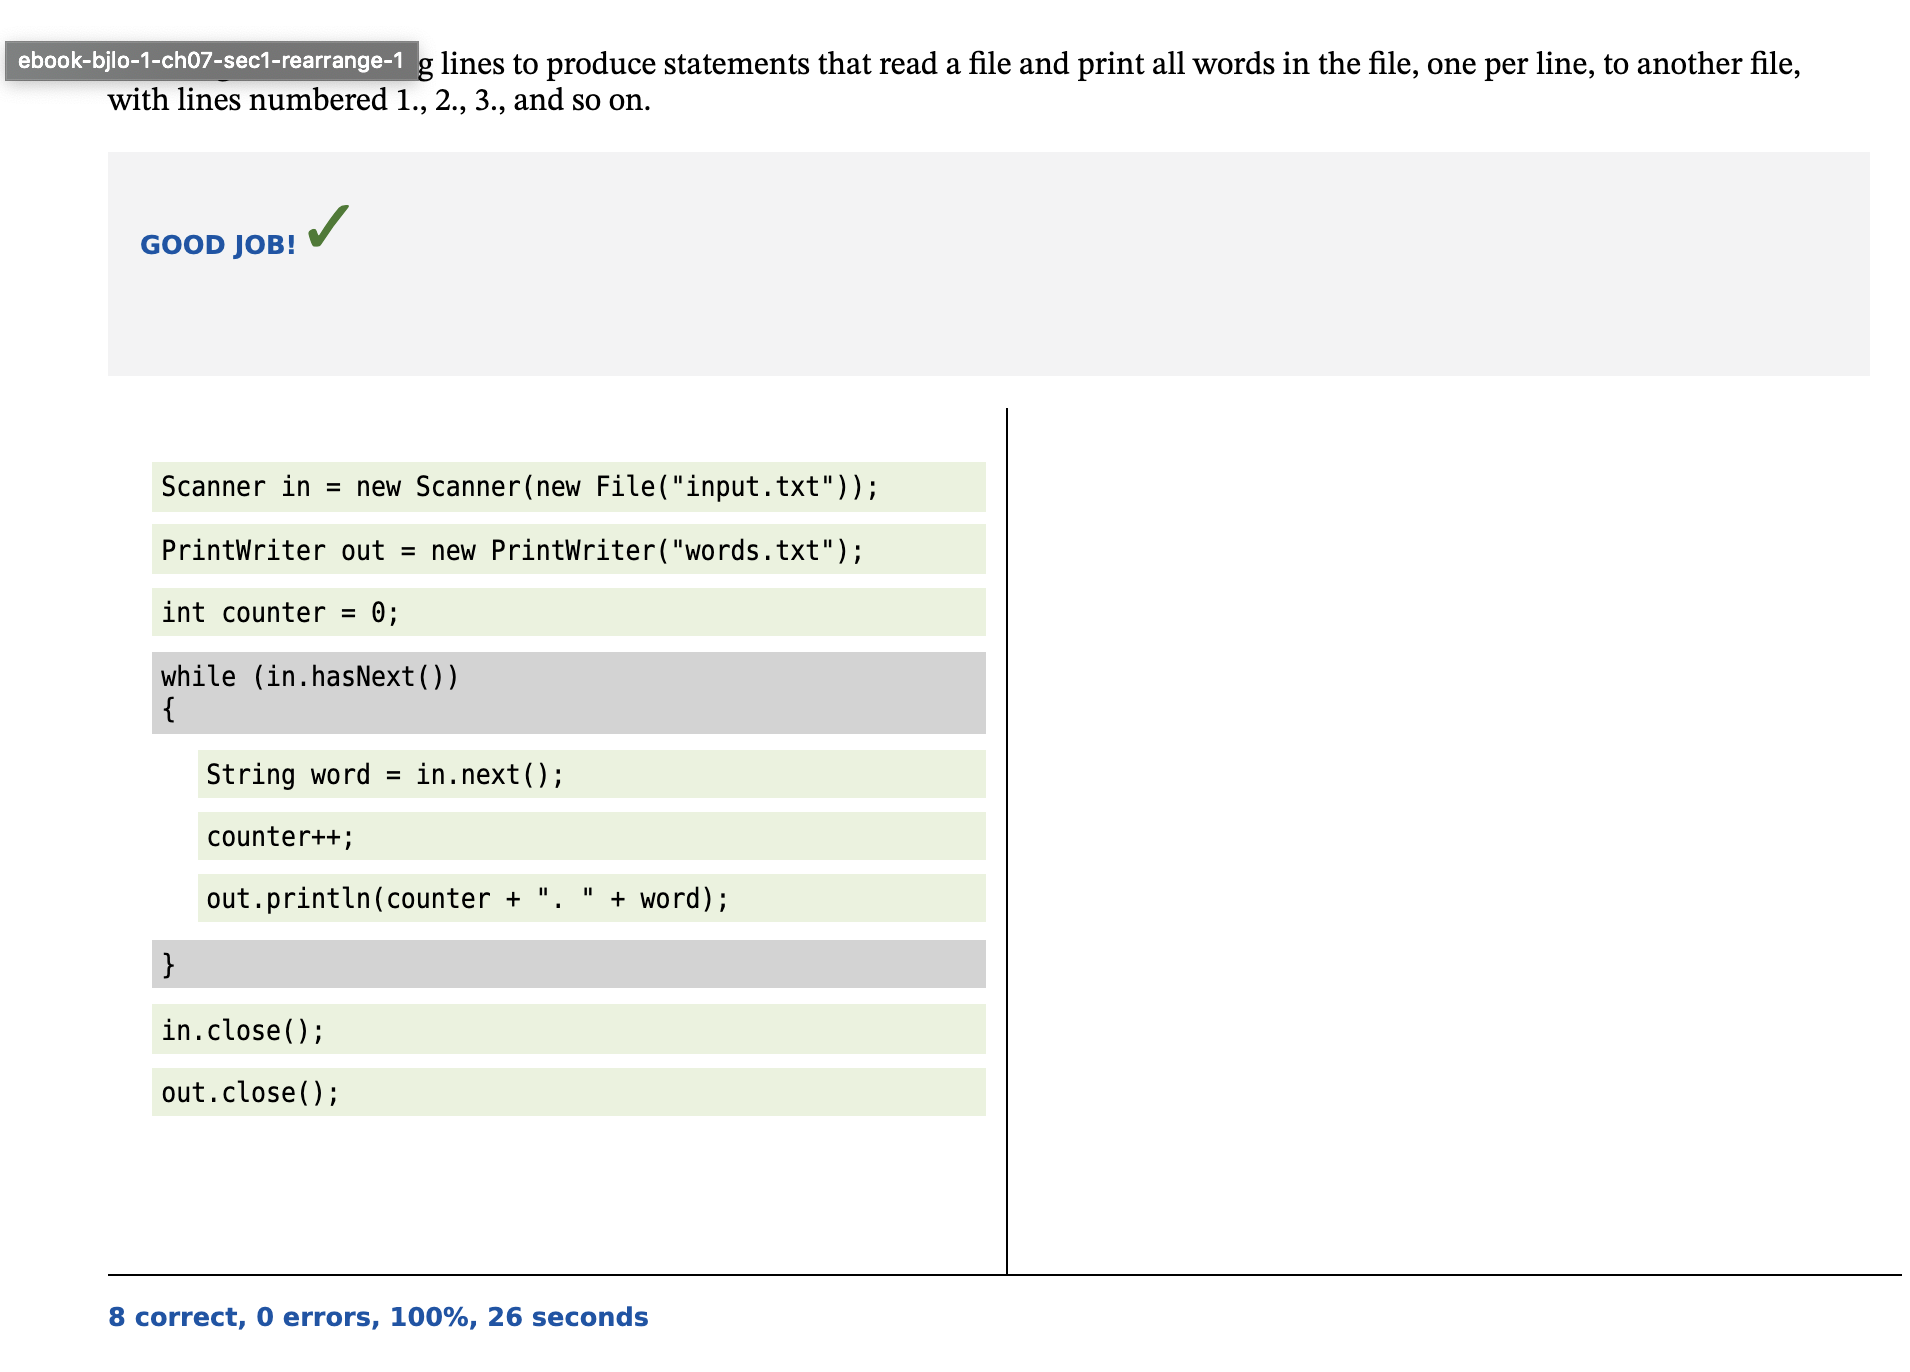 ebook-bjlo-1-ch07-sec1-rearrange-1
lines to produce statements that read a file and print all words in the file, one per line, to another file,
with lines numbered 1., 2., 3., and so on.
GOOD JOB! ✓
Scanner in = new Scanner(new File("input.txt"));
PrintWriter out = new PrintWriter("words.txt");
int counter = 0;
while (in.hasNext())
{
String word = in.next();
counter++;
out.println(counter + ". " + word);
}
in.close();
out.close();
8 correct, 0 errors, 100%, 26 seconds